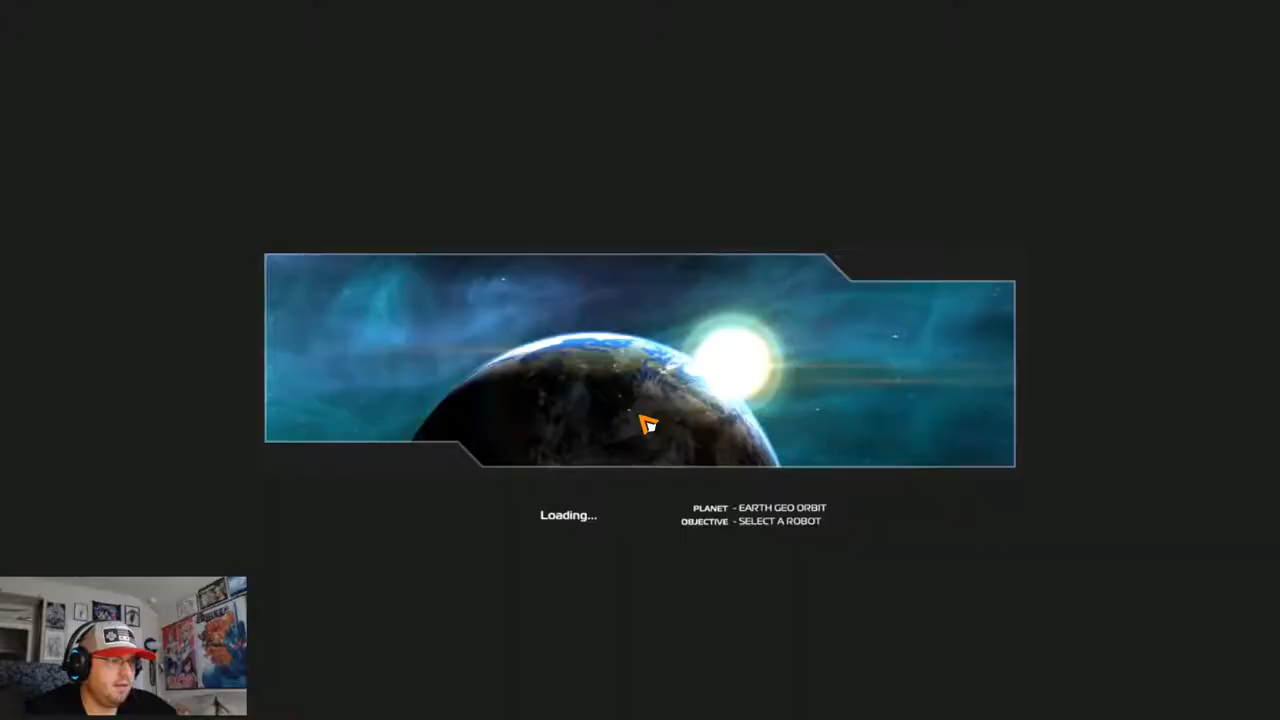 Loading...
PLANET - EARTH GEO ORBIT
OBJECTIVE - SELECT A ROBOT